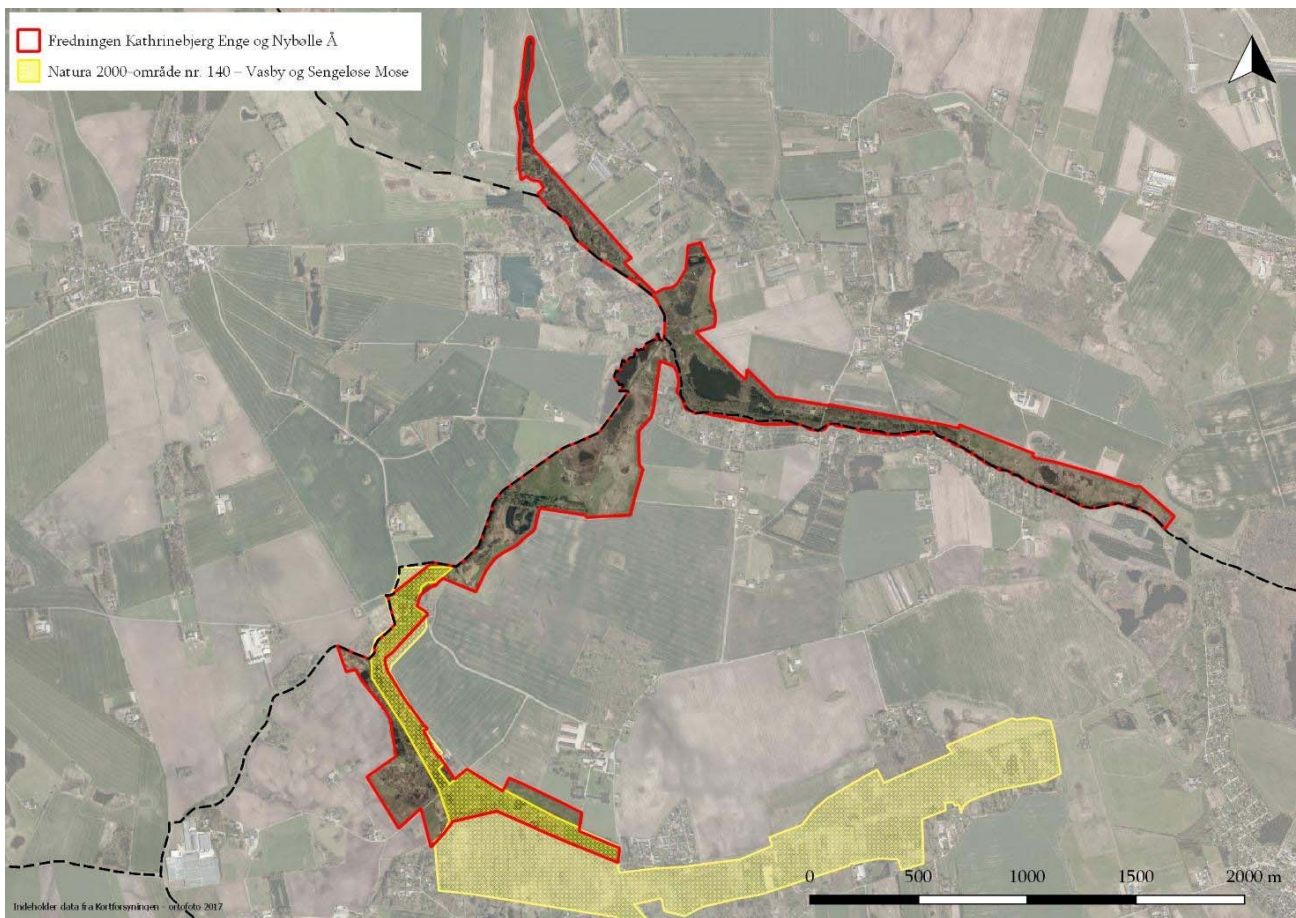 Fredningen Kathrinebjerg Enge og Nybølle Å
Natura 2000-område nr. 140 – Vasby og Sengeløse Mose
0 500 1000 1500 2000 m
Indeholder data fra Kortforsyningen - ortofoto 2017